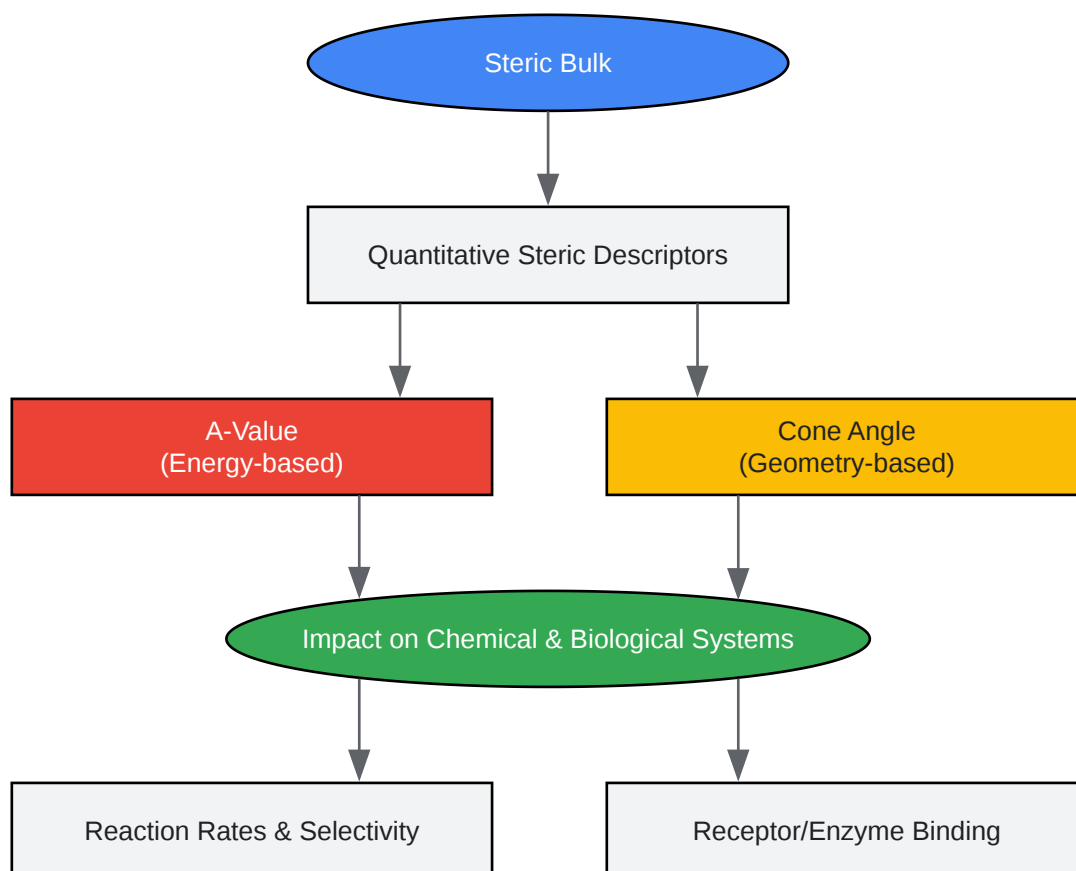 Steric Bulk
Quantitative Steric Descriptors
A-Value
(Energy-based)
Cone Angle
(Geometry-based)
Impact on Chemical & Biological Systems
Reaction Rates & Selectivity
Receptor/Enzyme Binding